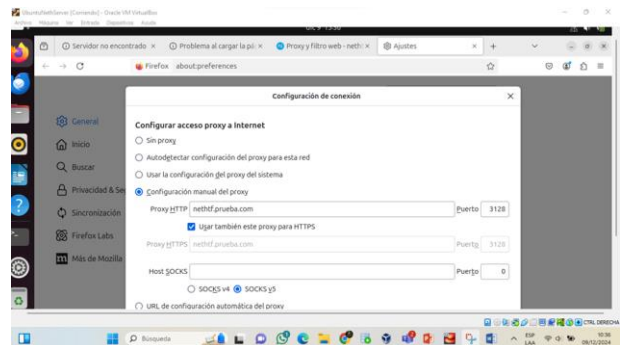 UbuntuNethServer [Corriendo] - Oracle VM VirtualBox
Archivo Máquina Ver Entrada Dispositivos Ayuda
dic 9 15:36
Servidor no encontrado
Problema al cargar la pá
Proxy y filtro web - neth
Ajustes
Firefox about:preferences
Configuración de conexión
General
Inicio
Buscar
Privacidad & Se
Sincronización
Firefox Labs
Más de Mozilla
Configurar acceso proxy a Internet
Sin proxy
Autodetectar configuración del proxy para esta red
Usar la configuración del proxy del sistema
Configuración manual del proxy
Proxy HTTP nethtf.prueba.com Puerto 3128
Usar también este proxy para HTTPS
Proxy HTTPS nethtf.prueba.com Puerto 3128
Host SOCKS Puerto 0
SOCKS v4 SOCKS v5
URL de configuración automática del proxy
CTRL DERECHA
Búsqueda
ESP
LAA
10:36
09/12/2024